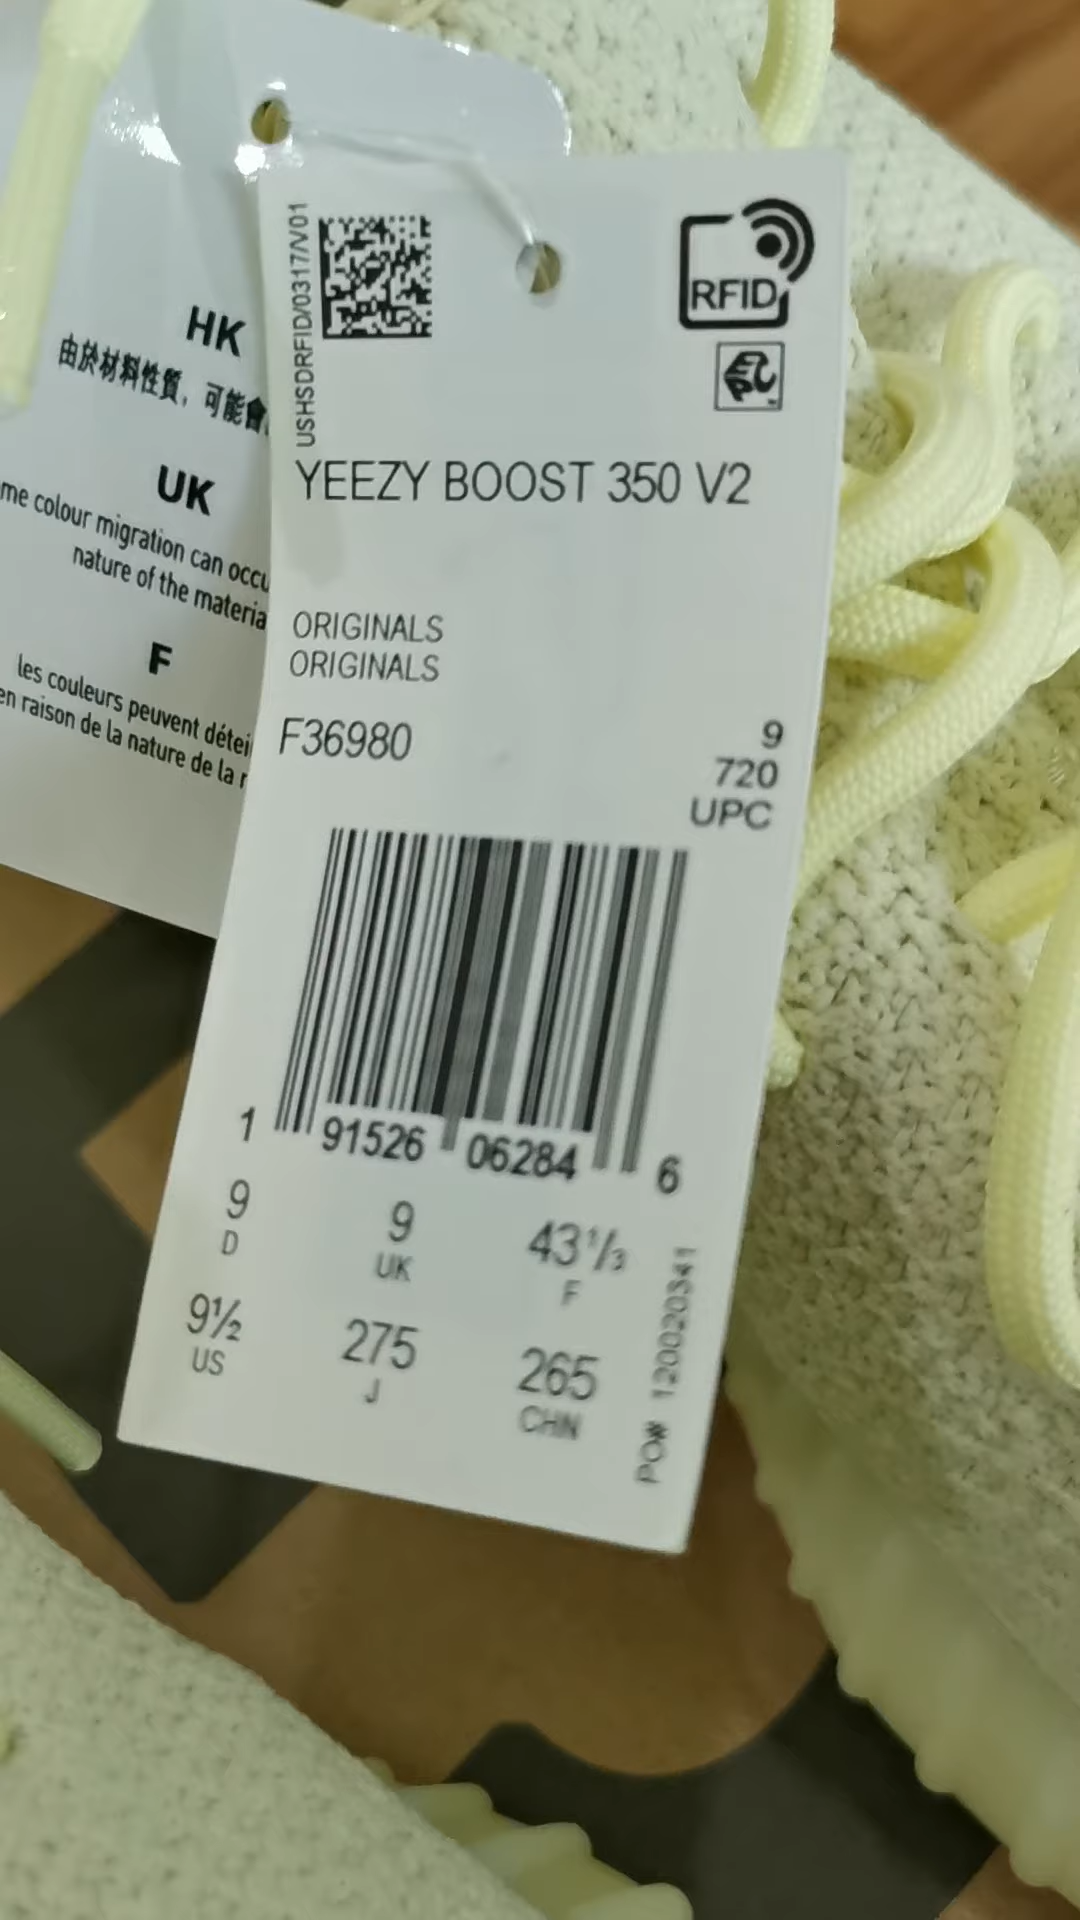 HK
由於材料性質，可能會
UK
me colour migration can occu
nature of the materia
F
les couleurs peuvent détei
en raison de la nature de la
USHSDRFID/0317/V01
RFID
YEEZY BOOST 350 V2
ORIGINALS
ORIGINALS
F36980
9
720
UPC
1 91526 06284 6
9 9 43⅓
D UK F
9½ 275 265
US J CHN
PO# 120020341